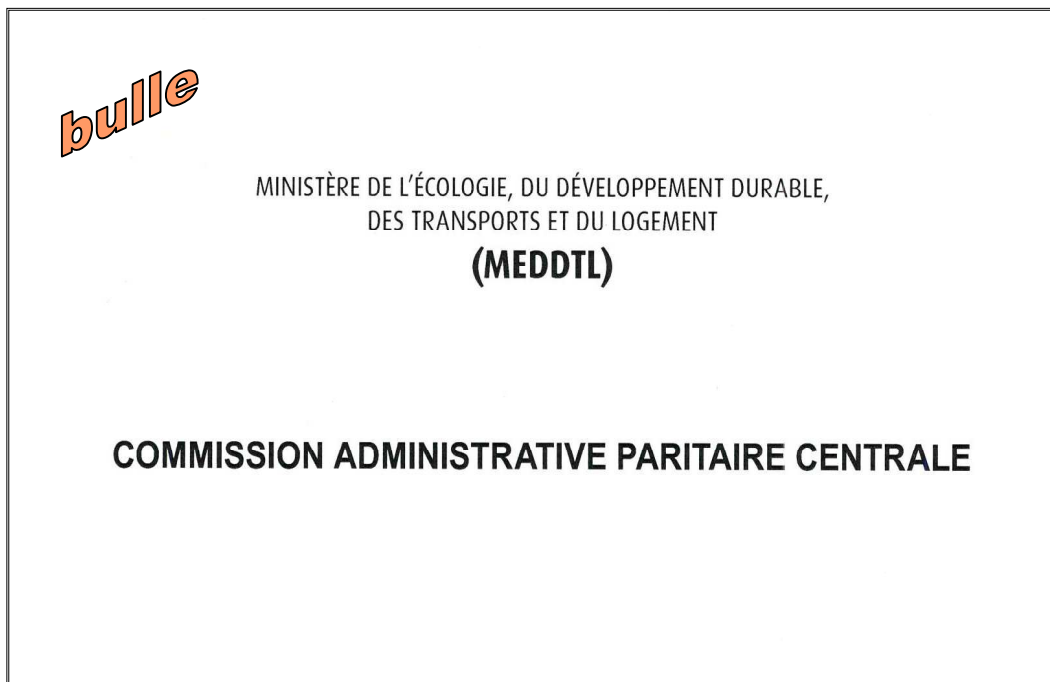 bulle
MINISTÈRE DE L'ÉCOLOGIE, DU DÉVELOPPEMENT DURABLE,
DES TRANSPORTS ET DU LOGEMENT
(MEDDTL)
COMMISSION ADMINISTRATIVE PARITAIRE CENTRALE